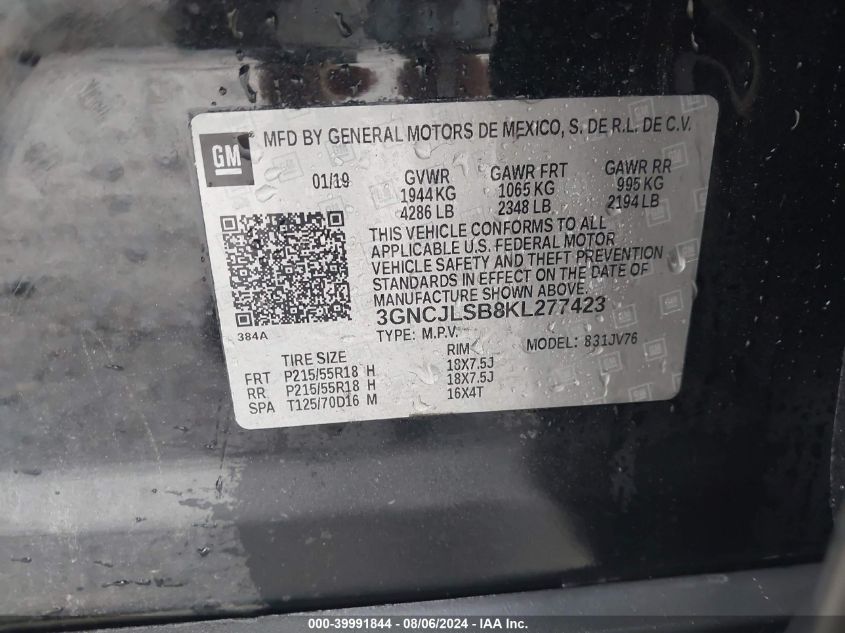 GM ® MFD BY GENERAL MOTORS DE MEXICO, S. DE R.L. DE C.V.
01/19 GVWR GAWR FRT GAWR RR
1944 KG 1065 KG 995 KG
4286 LB 2348 LB 2194 LB
THIS VEHICLE CONFORMS TO ALL
APPLICABLE U.S. FEDERAL MOTOR
VEHICLE SAFETY AND THEFT PREVENTION
STANDARDS IN EFFECT ON THE DATE OF
MANUFACTURE SHOWN ABOVE.
3GNCJLSB8KL277423
384A TYPE: M.P.V. MODEL: 831JV76
TIRE SIZE RIM
FRT P215/55R18 H 18X7.5J
RR P215/55R18 H 18X7.5J
SPA T125/70D16 M 16X4T
000-39991844 / 08/06/2024 - IAAI.COM